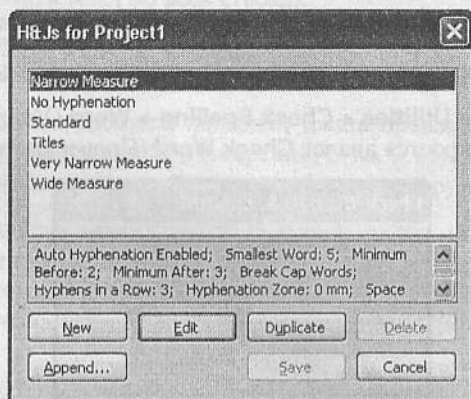 H&Js for Project1
Narrow Measure
No Hyphenation
Standard
Titles
Very Narrow Measure
Wide Measure
Auto Hyphenation Enabled; Smallest Word: 5; Minimum
Before: 2; Minimum After: 3; Break Cap Words;
Hyphens in a Row: 3; Hyphenation Zone: 0 mm; Space
New Edit Duplicate Delete
Append... Save Cancel